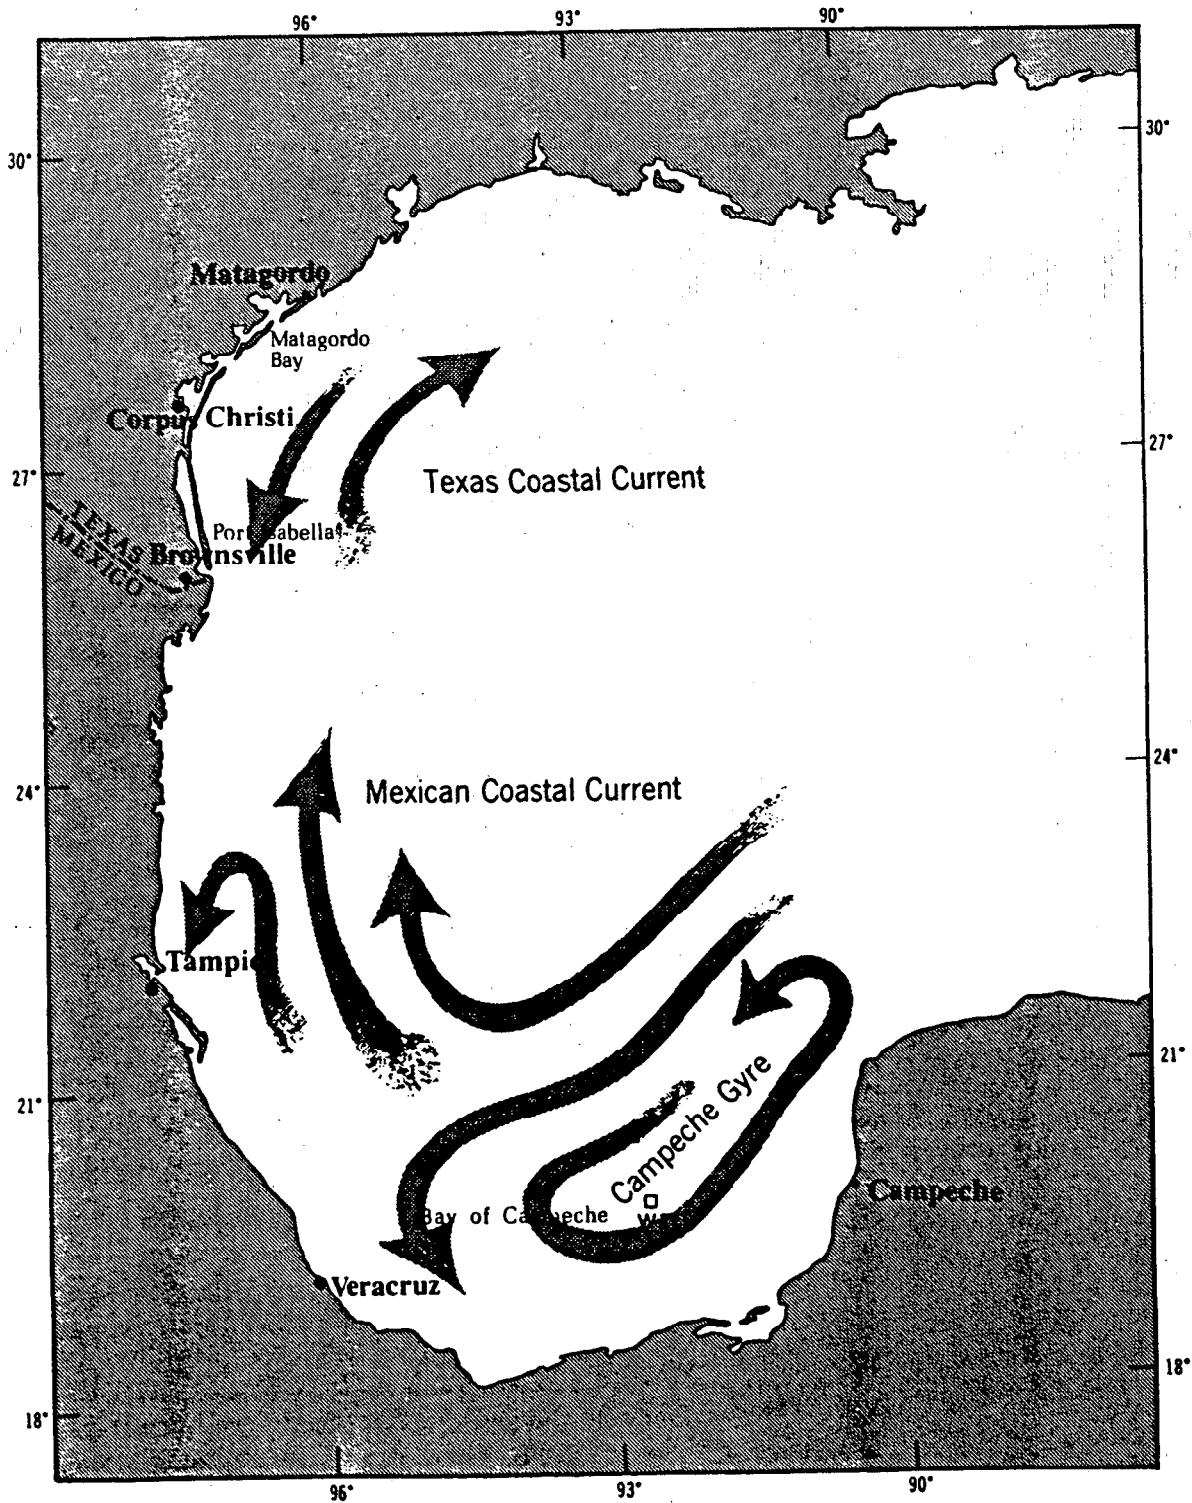 96°
93°
90°
30°
30°
Matagordo
Matagordo
Bay
Corpus Christi
27°
27°
Texas Coastal Current
TEXAS
MEXICO
Port Isabella
Brownsville
24°
24°
Mexican Coastal Current
Tampico
21°
21°
Campeche Gyre
Campeche
Bay of Campeche
Veracruz
18°
18°
96°
93°
90°